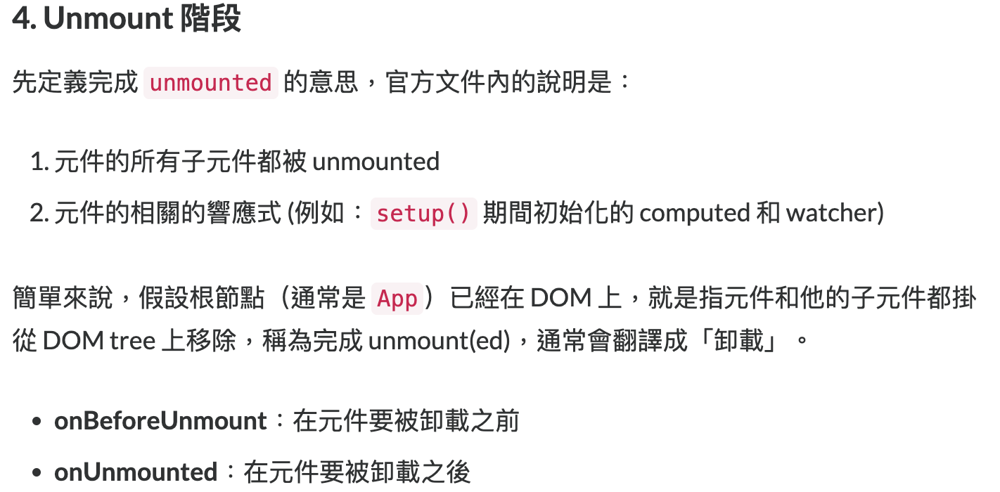 4. Unmount 階段
先定義完成 unmounted 的意思，官方文件內的說明是：
1. 元件的所有子元件都被 unmounted
2. 元件的相關的響應式 (例如：setup() 期間初始化的 computed 和 watcher)
簡單來說，假設根節點（通常是 App）已經在 DOM 上，就是指元件和他的子元件都掛
從 DOM tree 上移除，稱為完成 unmount(ed)，通常會翻譯成「卸載」。
• onBeforeUnmount：在元件要被卸載之前
• onUnmounted：在元件要被卸載之後